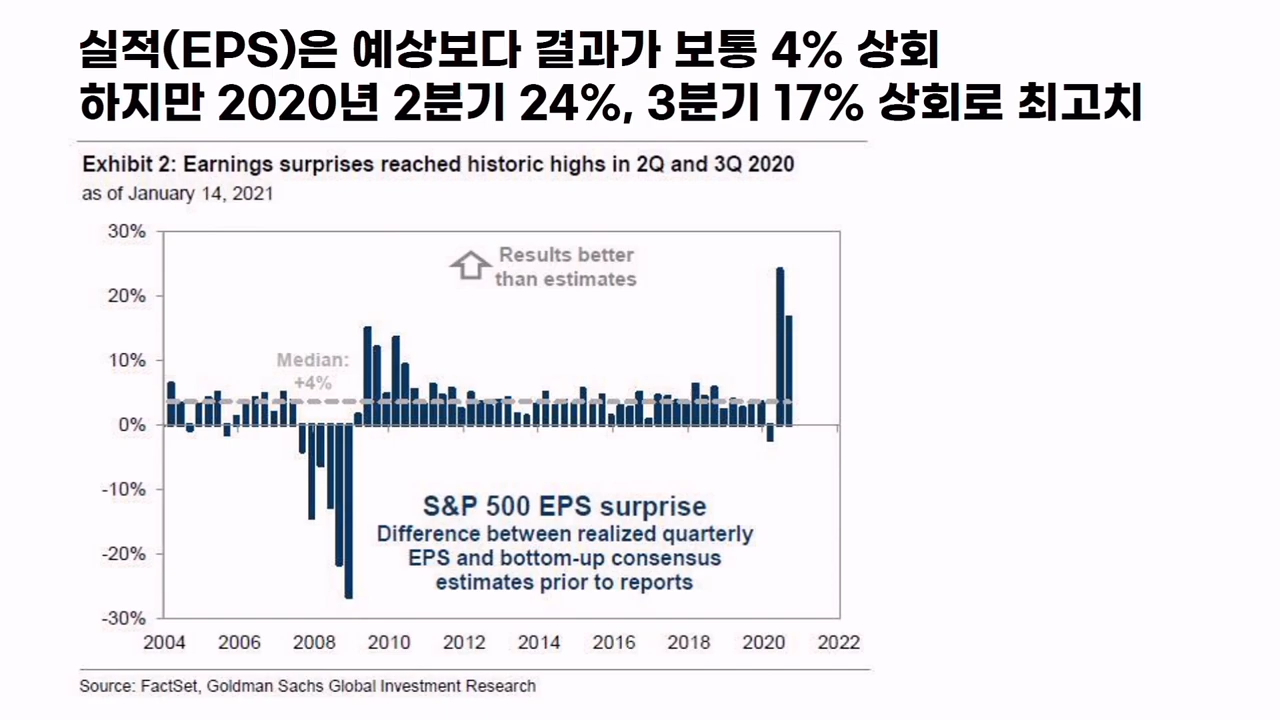 실적(EPS)은 예상보다 결과가 보통 4% 상회
하지만 2020년 2분기 24%, 3분기 17% 상회로 최고치
Exhibit 2: Earnings surprises reached historic highs in 2Q and 3Q 2020
as of January 14, 2021
30%
20%
10%
0%
-10%
-20%
-30%
Results better
than estimates
Median:
+4%
S&P 500 EPS surprise
Difference between realized quarterly
EPS and bottom-up consensus
estimates prior to reports
2004 2006 2008 2010 2012 2014 2016 2018 2020 2022
Source: FactSet, Goldman Sachs Global Investment Research